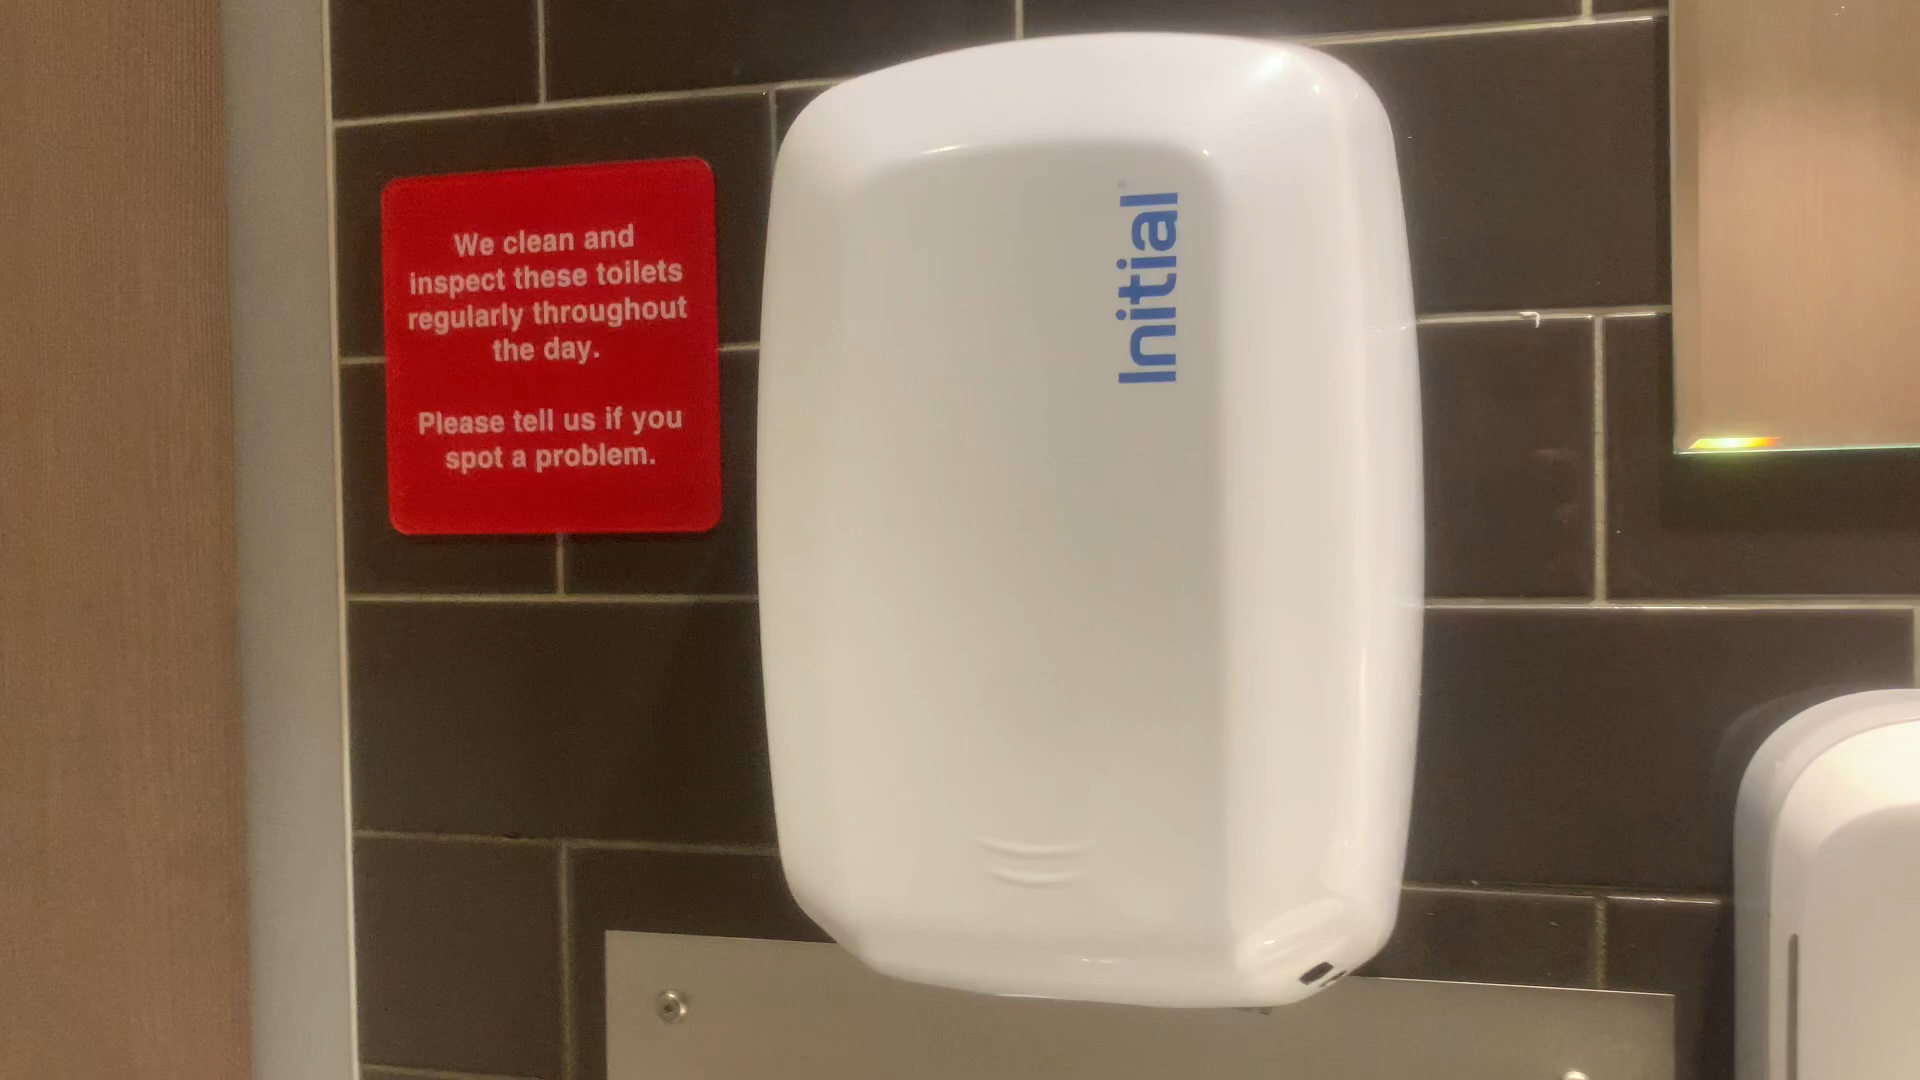 We clean and
inspect these toilets
regularly throughout
the day.
Please tell us if you
spot a problem.
Initial